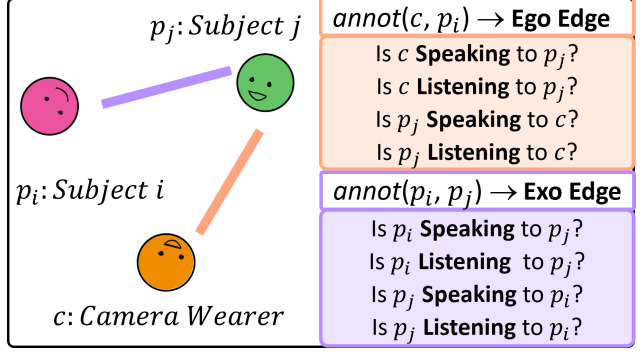 p_j: Subject j
p_i: Subject i
c: Camera Wearer
annot(c, p_i) → Ego Edge
Is c Speaking to p_j?
Is c Listening to p_j?
Is p_j Speaking to c?
Is p_j Listening to c?
annot(p_i, p_j) → Exo Edge
Is p_i Speaking to p_j?
Is p_i Listening to p_j?
Is p_j Speaking to p_i?
Is p_j Listening to p_i?